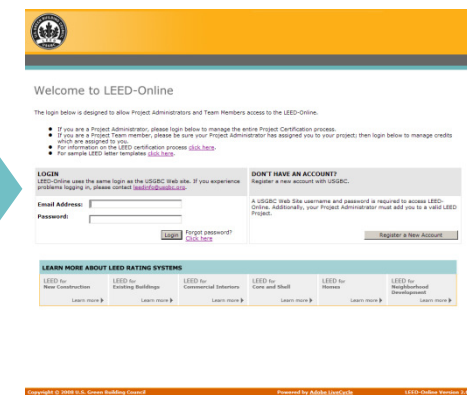 Welcome to LEED-Online
The login below is designed to allow Project Administrators and Team Members access to the LEED-Online.
If you are a Project Administrator, please login below to manage the entire Project Certification process.
If you are a Project Team member, please be sure your Project Administrator has assigned you to your project; then login below to manage credits
which are assigned to you.
For information on the LEED certification process click here.
For sample LEED letter templates click here.
LOGIN
LEED-Online uses the same login as the USGBC Web site. If you experience
problems logging in, please contact leedinfo@usgbc.org.
Email Address:
Password:
Login
Forgot password?
Click here
DON'T HAVE AN ACCOUNT?
Register a new account with USGBC.
A USGBC Web Site username and password is required to access LEED-
Online. Additionally, your Project Administrator must add you to a valid LEED
Project.
Register a New Account
LEARN MORE ABOUT LEED RATING SYSTEMS
LEED for
New Construction
Learn more
LEED for
Existing Buildings
Learn more
LEED for
Commercial Interiors
Learn more
LEED for
Core and Shell
Learn more
LEED for
Homes
Learn more
LEED for
Neighborhood
Development
Learn more
Copyright © 2008 U.S. Green Building Council
Powered by Adobe LiveCycle
LEED-Online Version 2.